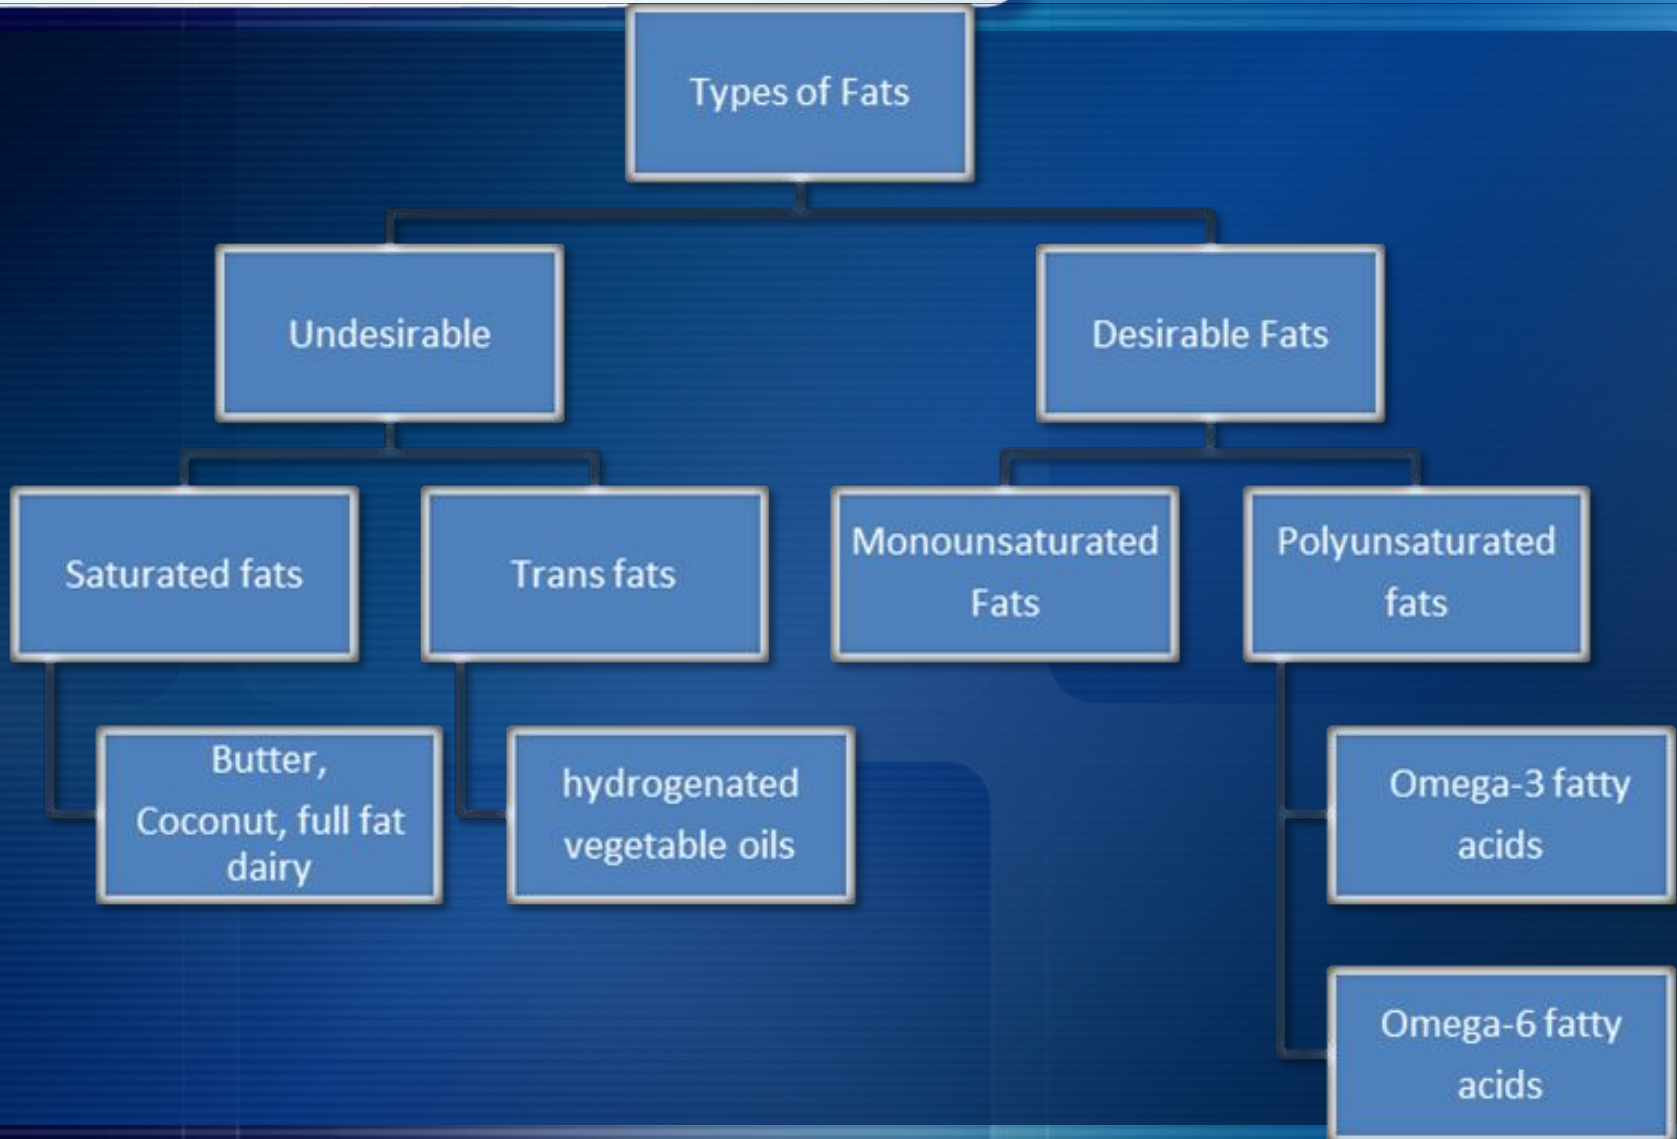 Types of Fats
Undesirable
Desirable Fats
Saturated fats
Trans fats
Monounsaturated
Fats
Polyunsaturated
fats
Butter,
Coconut, full fat
dairy
hydrogenated
vegetable oils
Omega-3 fatty
acids
Omega-6 fatty
acids